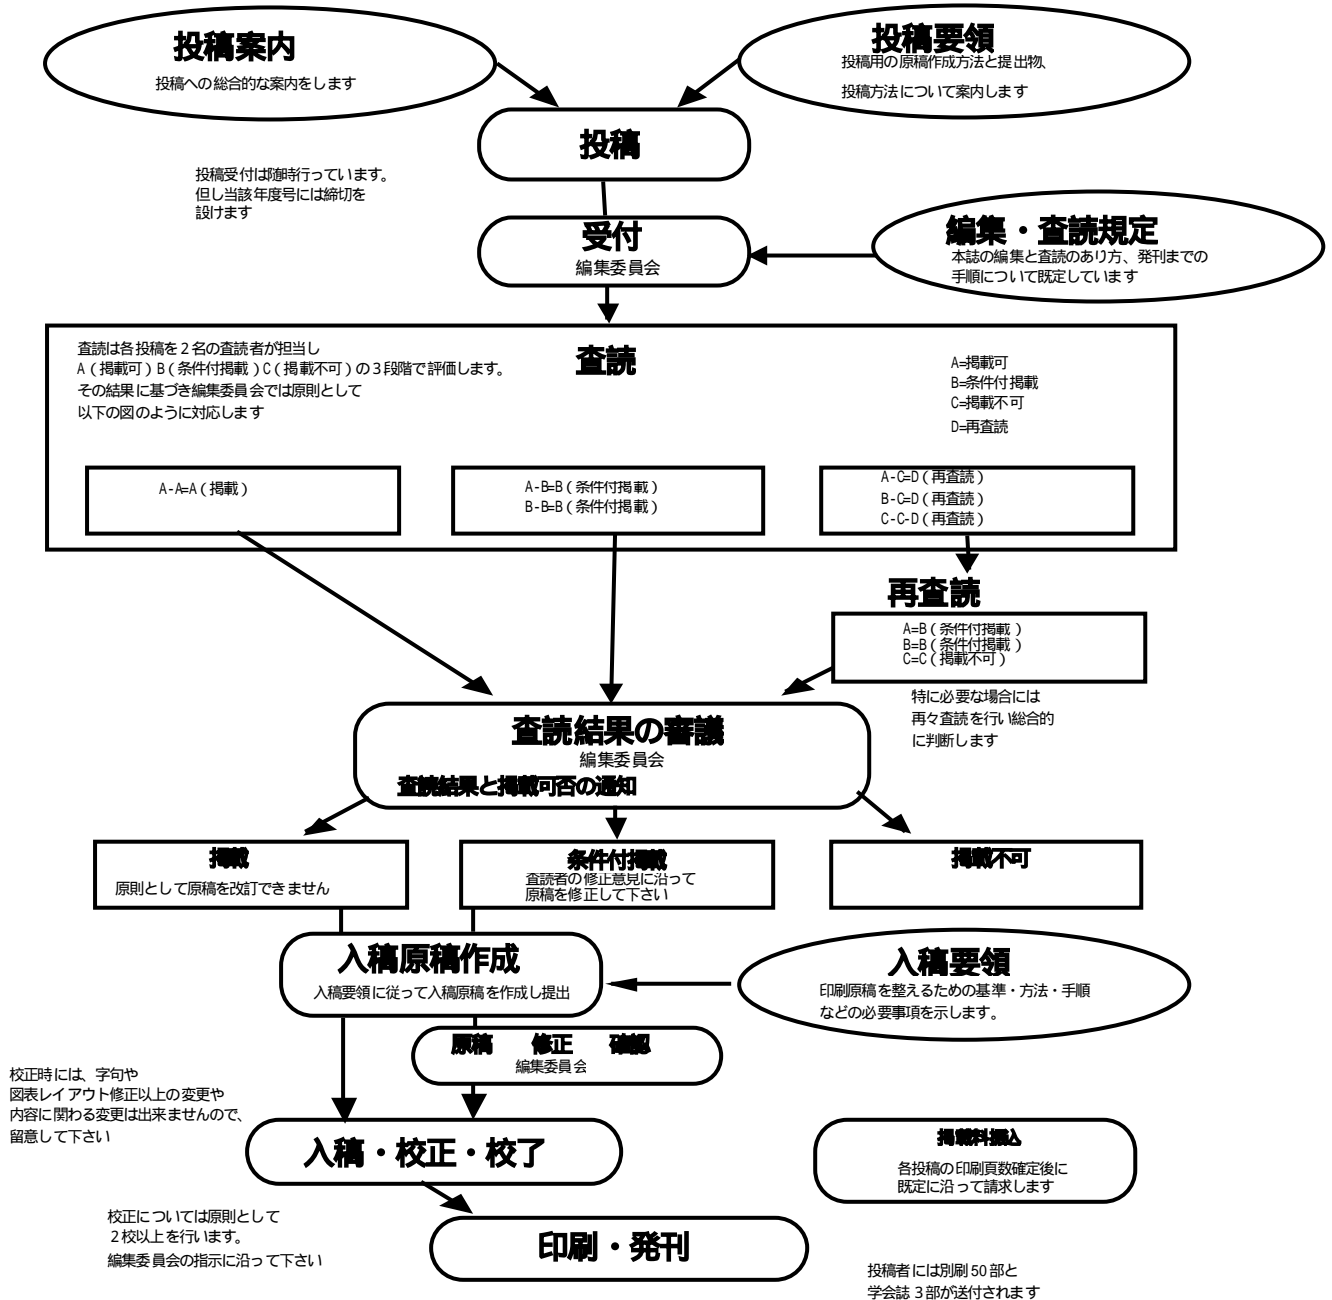 投稿案内
投稿への総合的な案内をします
投稿要領
投稿用の原稿作成方法と提出物、
投稿方法について案内します
投稿
投稿受付は随時行っています。
但し当該年度号には締切を
設けます
受付
編集委員会
編集・査読規定
本誌の編集と査読のあり方、発刊までの
手順について既定しています
査読は各投稿を2名の査読者が担当し
A(掲載可)B(条件付掲載)C(掲載不可)の3段階で評価します。
その結果に基づき編集委員会では原則として
以下の図のように対応します
査読
A=掲載可
B=条件付掲載
C=掲載不可
D=再査読
A-A=A(掲載)
A-B=B(条件付掲載)
B-B=B(条件付掲載)
A-C=D(再査読)
B-C=D(再査読)
C-C-D(再査読)
再査読
A=B(条件付掲載)
B=B(条件付掲載)
C=C(掲載不可)
特に必要な場合には
再々査読を行い総合的
に判断します
査読結果の審議
編集委員会
査読結果と掲載可否の通知
掲載
原則として原稿を改訂できません
条件付掲載
査読者の修正意見に沿って
原稿を修正して下さい
掲載不可
入稿原稿作成
入稿要領に従って入稿原稿を作成し提出
入稿要領
印刷原稿を整えるための基準・方法・手順
などの必要事項を示します。
原稿 修正 確認
編集委員会
校正時には、字句や
図表レイアウト修正以上の変更や
内容に関わる変更は出来ませんので、
留意して下さい
入稿・校正・校了
掲載料振込
各投稿の印刷頁数確定後に
既定に沿って請求します
校正については原則として
2校以上を行います。
編集委員会の指示に沿って下さい
印刷・発刊
投稿者には別刷50部と
学会誌3部が送付されます